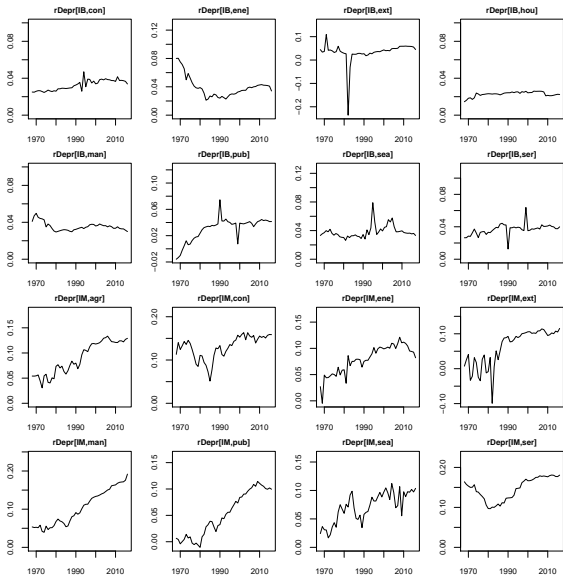 rDepr[IB,con] rDepr[IB,ene] rDepr[IB,ext] rDepr[IB,hou]
0.00 0.04 0.08
0.00 0.04 0.08
−0.2 0.0 0.1
0.00 0.04 0.08
1970 1990 2010 1970 1990 2010 1970 1990 2010 1970 1990 2010
rDepr[IB,man] rDepr[IB,pub] rDepr[IB,sea] rDepr[IB,ser]
0.00 0.04 0.08
−0.02 0.02 0.08 0.12
0.00 0.04 0.08 0.12
0.00 0.04 0.08
1970 1990 2010 1970 1990 2010 1970 1990 2010 1970 1990 2010
rDepr[IM,agr] rDepr[IM,con] rDepr[IM,ene] rDepr[IM,ext]
0.00 0.05 0.10 0.15
0.00 0.10 0.20
0.00 0.05 0.10 0.15
−0.10 0.00 0.10
1970 1990 2010 1970 1990 2010 1970 1990 2010 1970 1990 2010
rDepr[IM,man] rDepr[IM,pub] rDepr[IM,sea] rDepr[IM,ser]
0.00 0.10 0.20
0.00 0.05 0.10 0.15
0.00 0.05 0.10 0.15
0.00 0.10 0.20
1970 1990 2010 1970 1990 2010 1970 1990 2010 1970 1990 2010